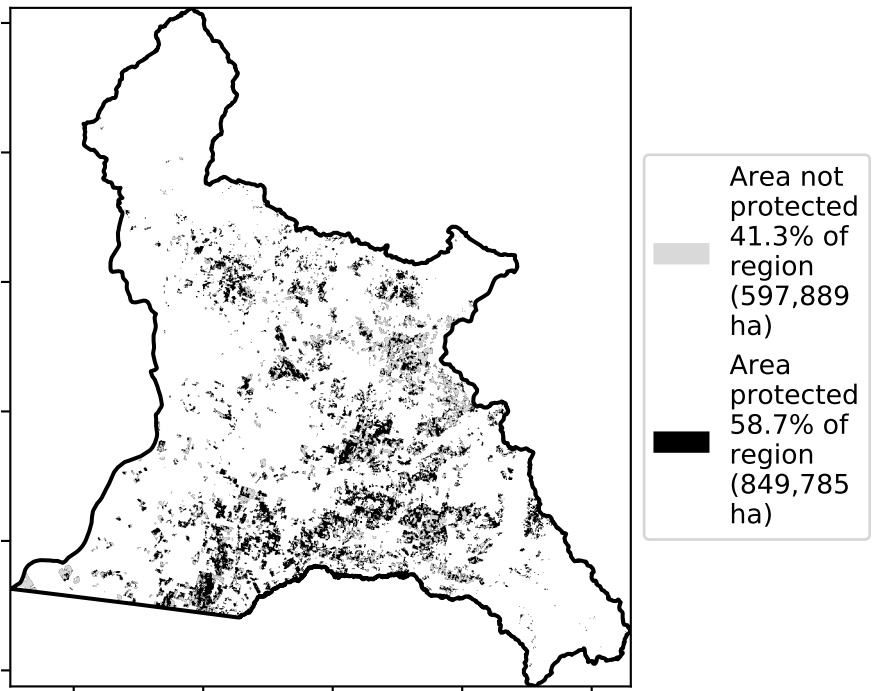 Area not
protected
41.3% of
region
(597,889
ha)
Area
protected
58.7% of
region
(849,785
ha)